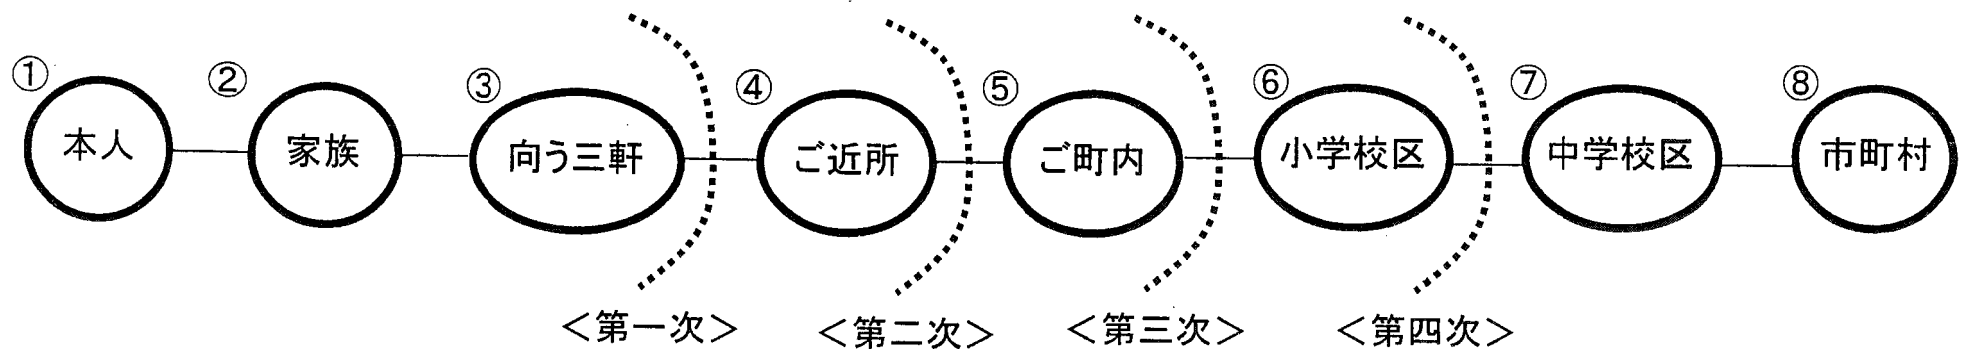 ① 本人
② 家族
③ 向う三軒
④ ご近所
⑤ ご町内
⑥ 小学校区
⑦ 中学校区
⑧ 市町村
＜第一次＞ ＜第二次＞ ＜第三次＞ ＜第四次＞